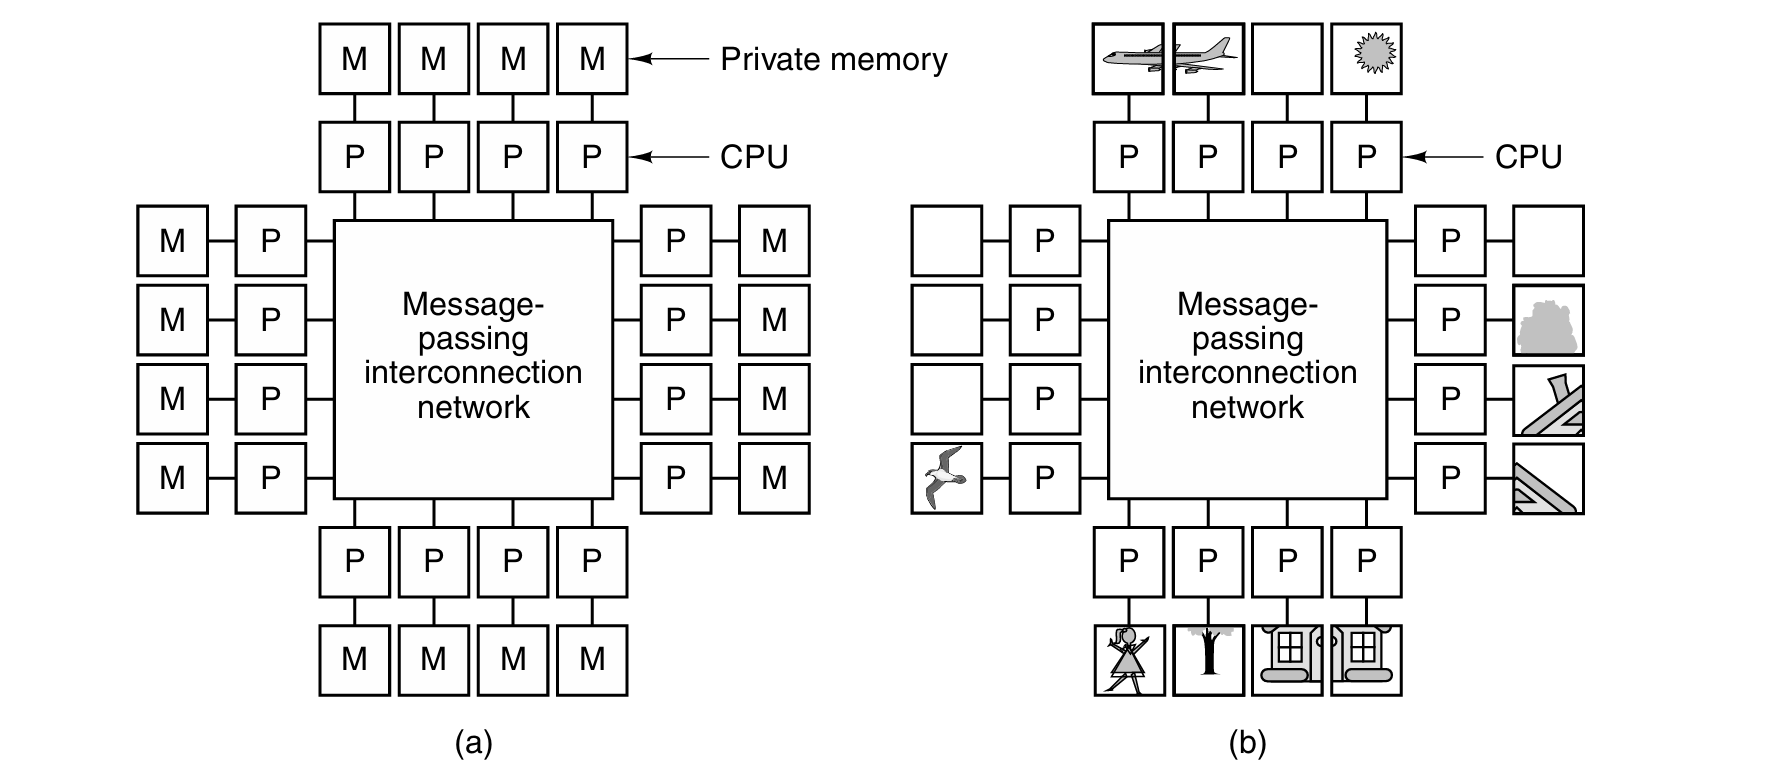 M M M M Private memory
P P P P CPU
M P P M
M P P M
M P P M
M P P M
Message-
passing
interconnection
network
P P P P
M M M M
(a)
P P P P CPU
P P
P P
P P
P P
Message-
passing
interconnection
network
P P P P
(b)